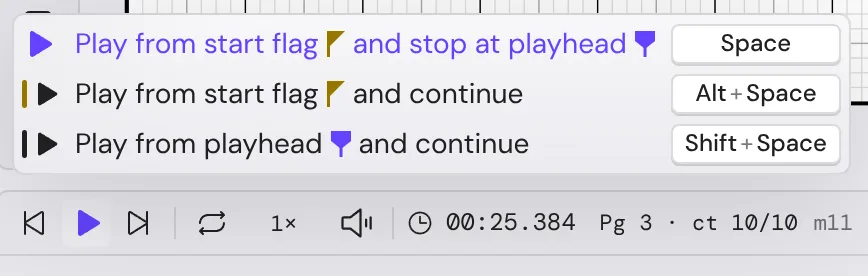 Play from start flag and stop at playhead Space
Play from start flag and continue Alt+Space
Play from playhead and continue Shift+Space
1× 00:25.384 Pg 3 · ct 10/10 m11